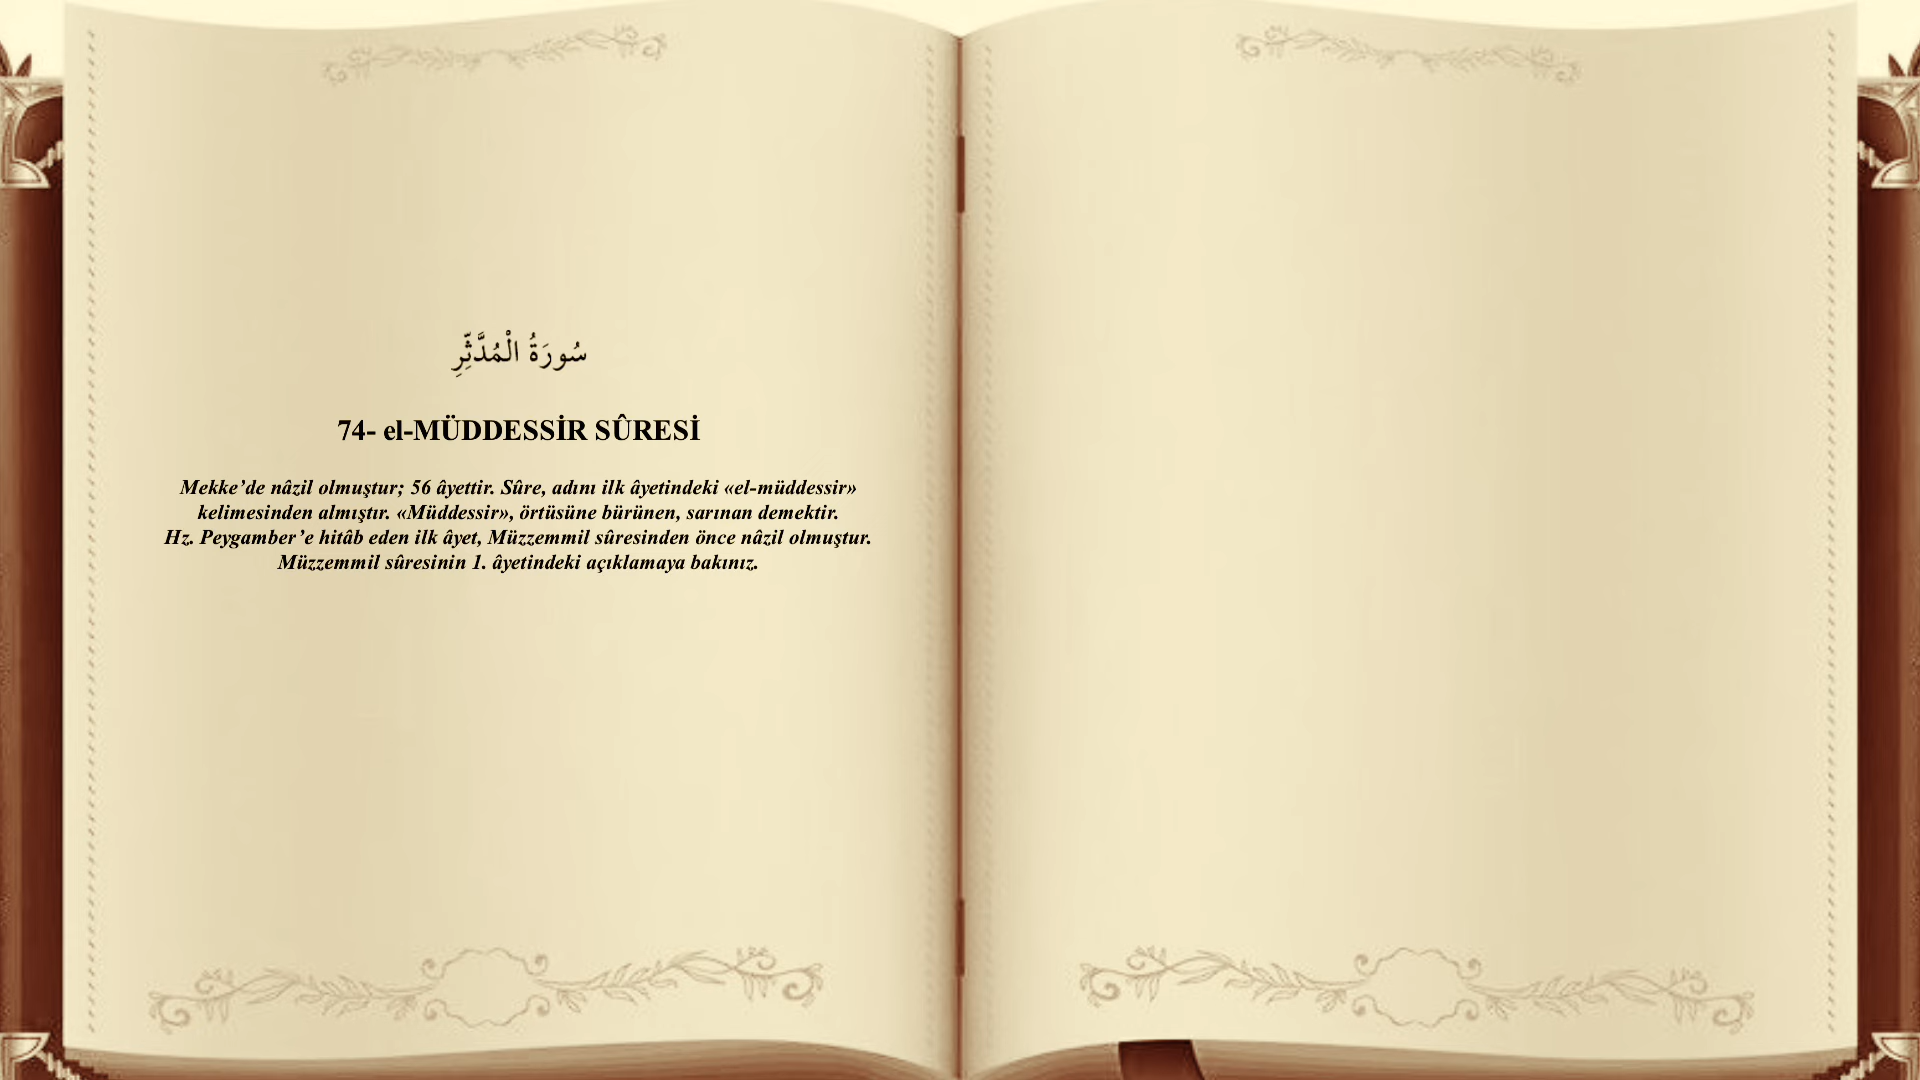 سُورَةُ الْمُدَّثِّرِ
74- el-MÜDDESSİR SÛRESİ
Mekke’de nâzil olmuştur; 56 âyettir. Sûre, adını ilk âyetindeki «el-müddessir»
kelimesinden almıştır. «Müddessir», örtüsüne bürünen, sarınan demektir.
Hz. Peygamber’e hitâb eden ilk âyet, Müzzemmil sûresinden önce nâzil olmuştur.
Müzzemmil sûresinin 1. âyetindeki açıklamaya bakınız.